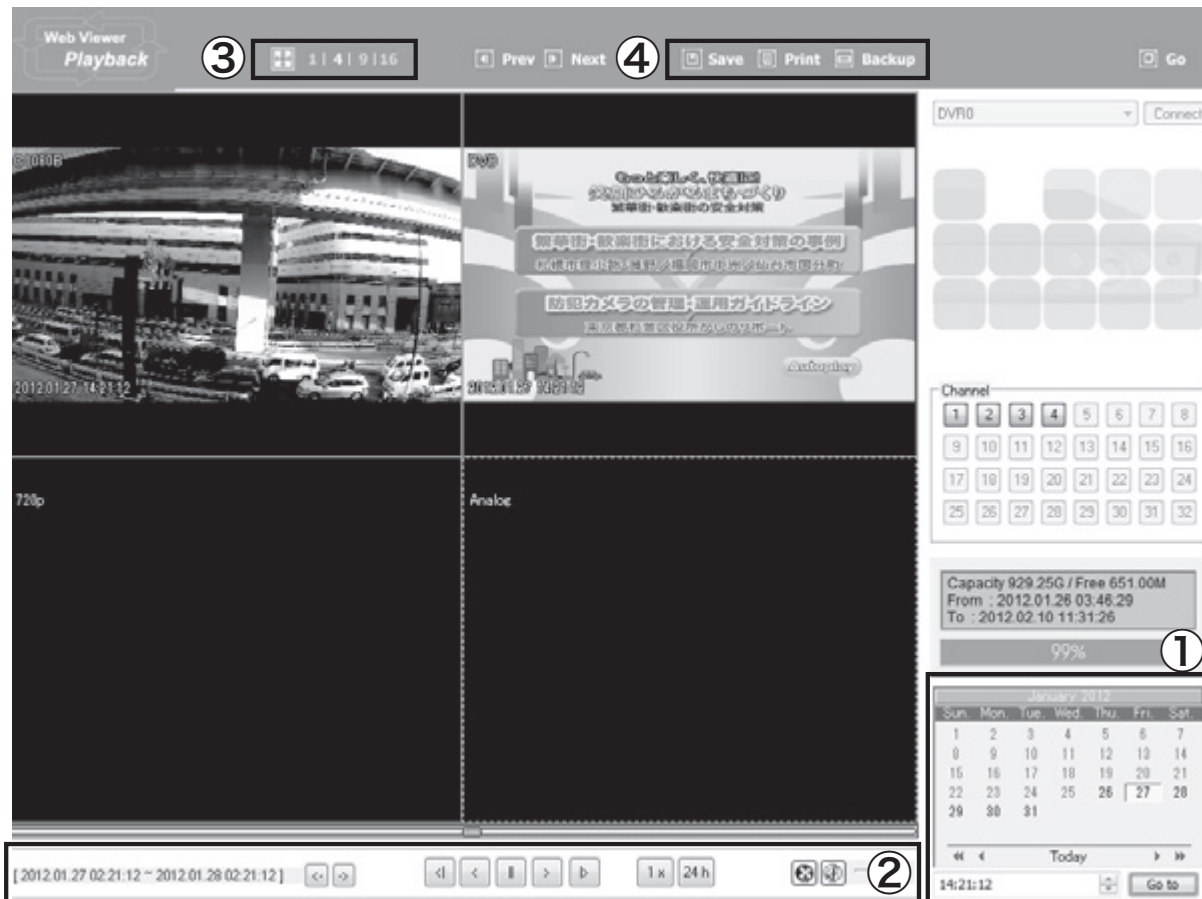 Web Viewer
Playback
③
1 | 4 | 9 | 16
Prev
Next
④
Save
Print
Backup
Go
DVR0
Connect
DVD
繁華街・歓楽街の安全対策
繁華街・歓楽街における安全対策の事例
防犯カメラの管理・運用ガイドライン
Autoplay
2012.01.27 14:21:12
2012.01.27 14:21:12
720p
Analog
Channel
1 2 3 4 5 6 7 8
9 10 11 12 13 14 15 16
17 18 19 20 21 22 23 24
25 26 27 28 29 30 31 32
Capacity 929.25G / Free 651.00M
From : 2012.01.26 03:46:29
To : 2012.02.10 11:31:26
99%
①
January 2012
Sun. Mon. Tue. Wed. Thu. Fri. Sat.
1 2 3 4 5 6 7
8 9 10 11 12 13 14
15 16 17 18 19 20 21
22 23 24 25 26 27 28
29 30 31
Today
14:21:12
Go to
[ 2012.01.27 02:21:12 ~ 2012.01.28 02:21:12 ]
1 x
24 h
②